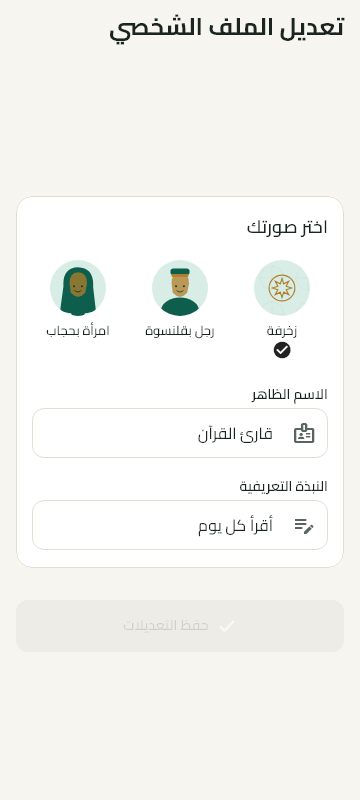 تعديل الملف الشخصي
اختر صورتك
زخرفة
رجل بقلنسوة
امرأة بحجاب
الاسم الظاهر
قارئ القرآن
النبذة التعريفية
أقرأ كل يوم
حفظ التعديلات